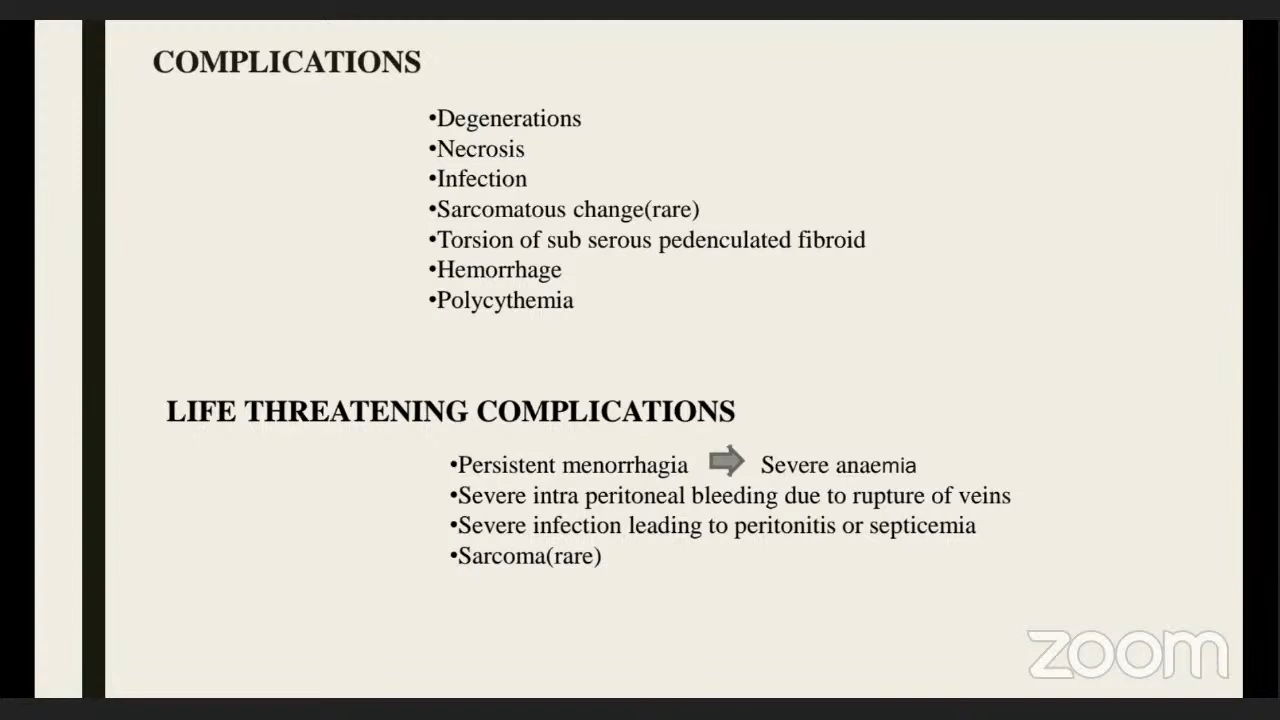 COMPLICATIONS
•Degenerations
•Necrosis
•Infection
•Sarcomatous change(rare)
•Torsion of sub serous pedenculated fibroid
•Hemorrhage
•Polycythemia
LIFE THREATENING COMPLICATIONS
•Persistent menorrhagia Severe anaemia
•Severe intra peritoneal bleeding due to rupture of veins
•Severe infection leading to peritonitis or septicemia
•Sarcoma(rare)
zoom